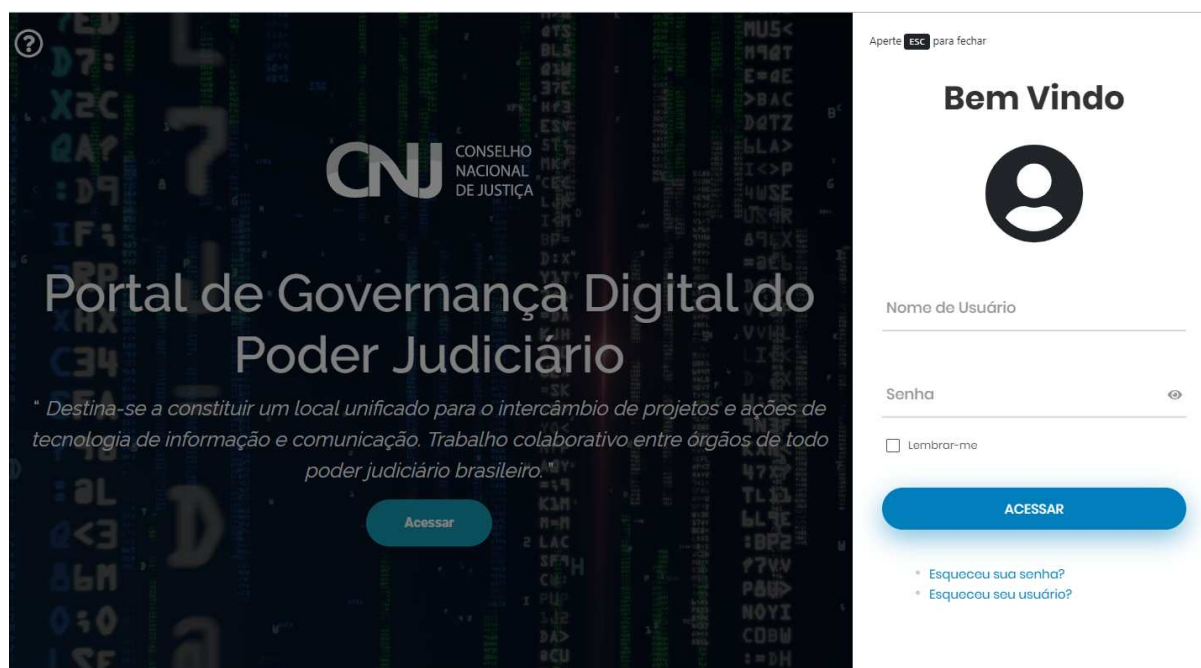 ?
CNJ
CONSELHO
NACIONAL
DE JUSTIÇA
Portal de Governança Digital do
Poder Judiciário
" Destina-se a constituir um local unificado para o intercâmbio de projetos e ações de
tecnologia de informação e comunicação. Trabalho colaborativo entre órgãos de todo
poder judiciário brasileiro."
Acessar
Aperte ESC para fechar
Bem Vindo
Nome de Usuário
Senha
Lembrar-me
ACESSAR
Esqueceu sua senha?
Esqueceu seu usuário?